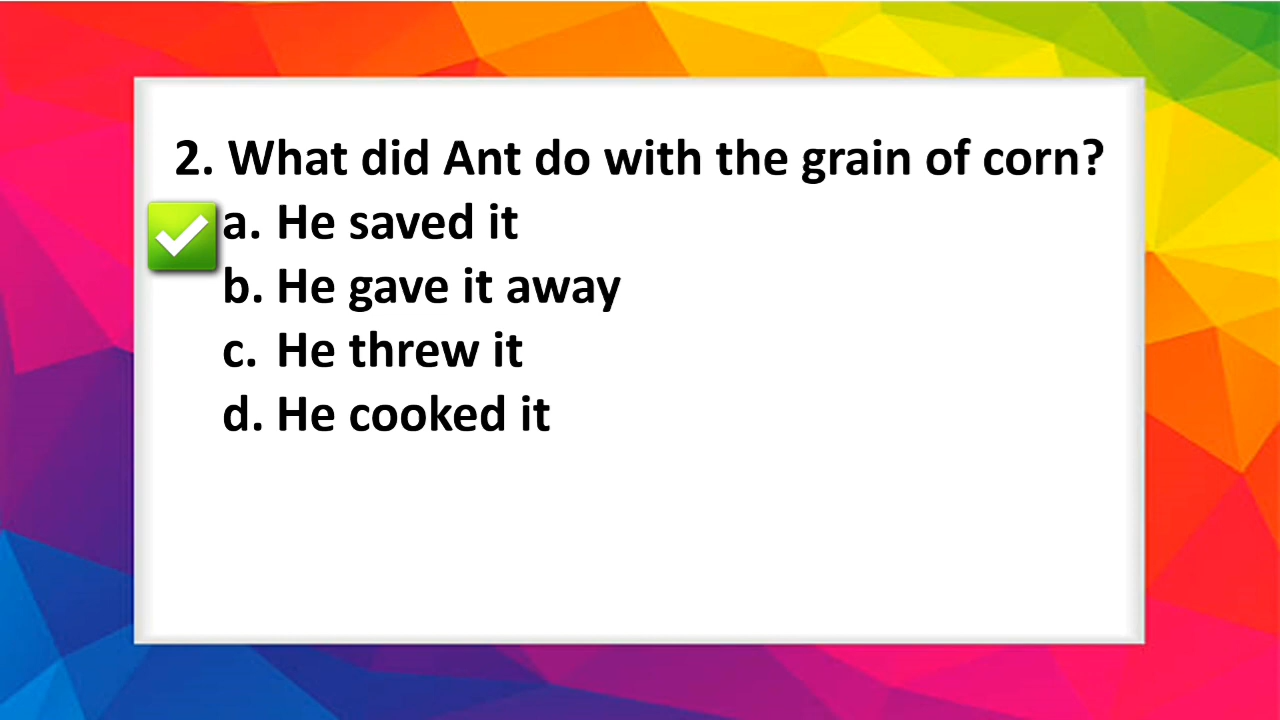 2. What did Ant do with the grain of corn?
a. He saved it
b. He gave it away
c. He threw it
d. He cooked it